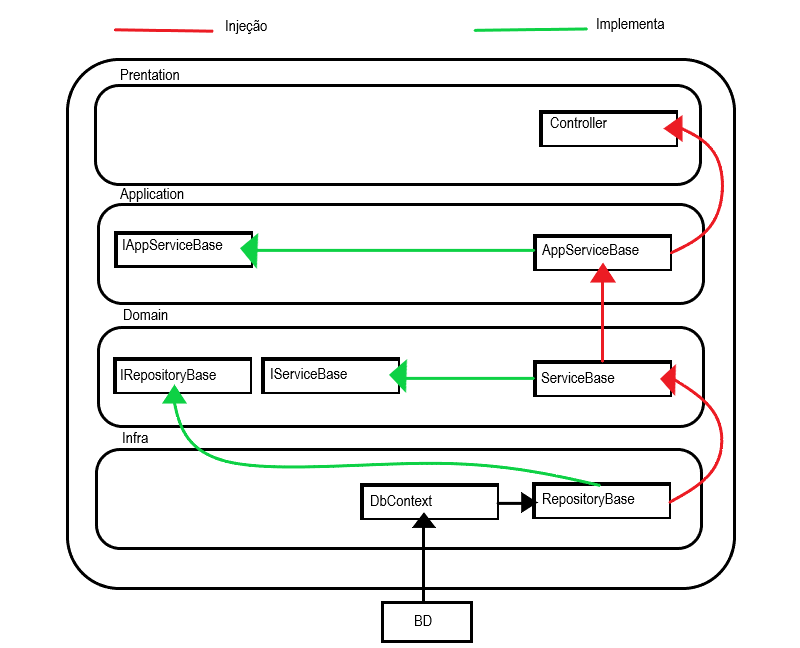 Injeção
Implementa
Prentation
Controller
Application
IAppServiceBase
AppServiceBase
Domain
IRepositoryBase
IServiceBase
ServiceBase
Infra
DbContext
RepositoryBase
BD